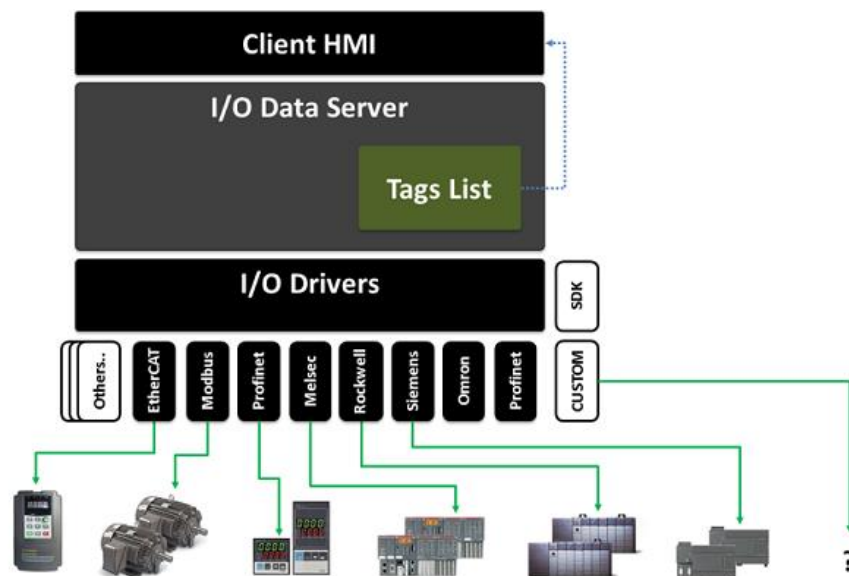 Client HMI
I/O Data Server
Tags List
I/O Drivers
SDK
Others..
EtherCAT
Modbus
Profinet
Melsec
Rockwell
Siemens
Omron
Profinet
CUSTOM